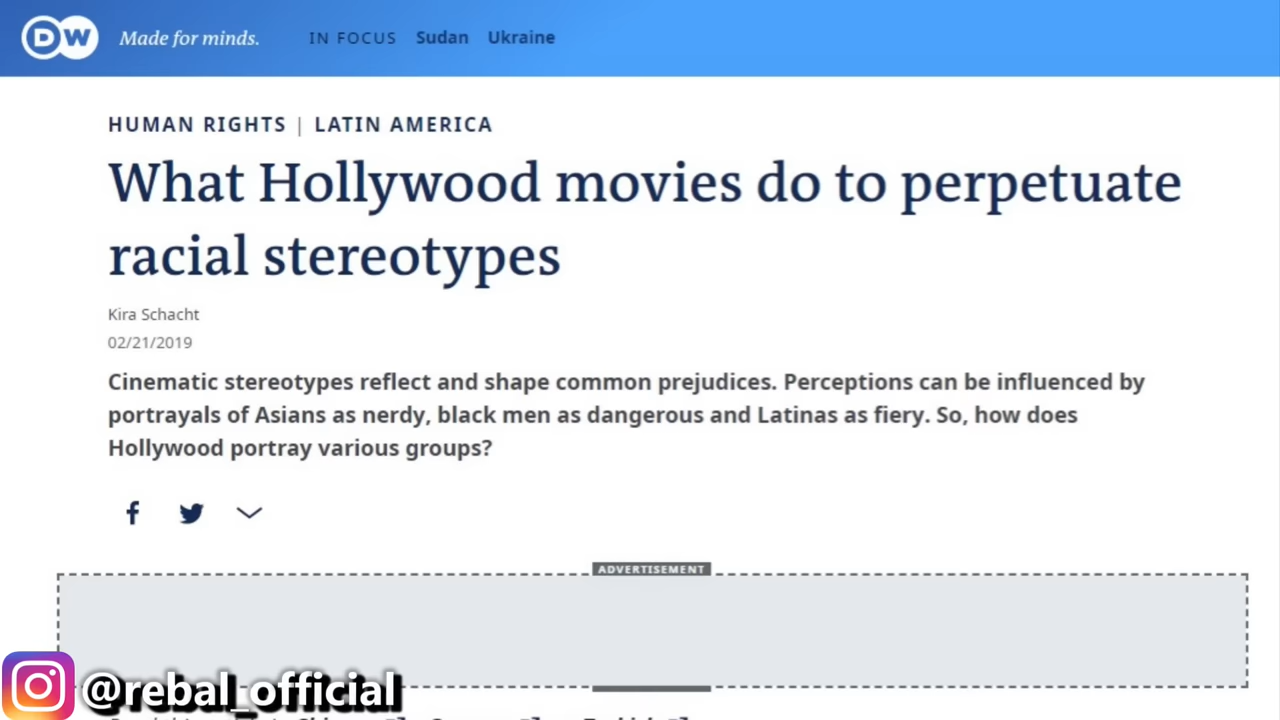 DW Made for minds. IN FOCUS Sudan Ukraine
HUMAN RIGHTS | LATIN AMERICA
What Hollywood movies do to perpetuate
racial stereotypes
Kira Schacht
02/21/2019
Cinematic stereotypes reflect and shape common prejudices. Perceptions can be influenced by
portrayals of Asians as nerdy, black men as dangerous and Latinas as fiery. So, how does
Hollywood portray various groups?
ADVERTISEMENT
@rebal_official